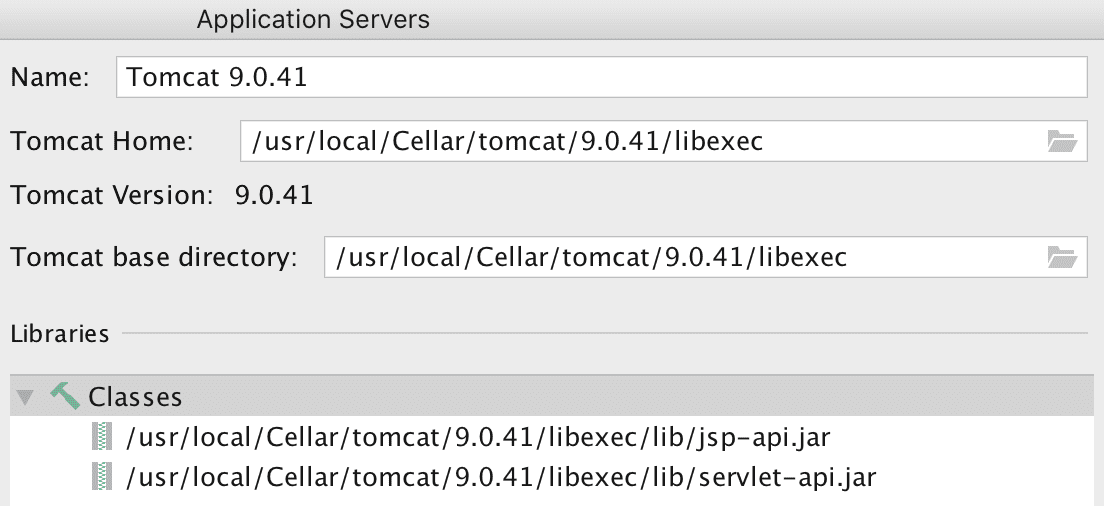 Application Servers
Name: Tomcat 9.0.41
Tomcat Home: /usr/local/Cellar/tomcat/9.0.41/libexec
Tomcat Version: 9.0.41
Tomcat base directory: /usr/local/Cellar/tomcat/9.0.41/libexec
Libraries
Classes
/usr/local/Cellar/tomcat/9.0.41/libexec/lib/jsp-api.jar
/usr/local/Cellar/tomcat/9.0.41/libexec/lib/servlet-api.jar